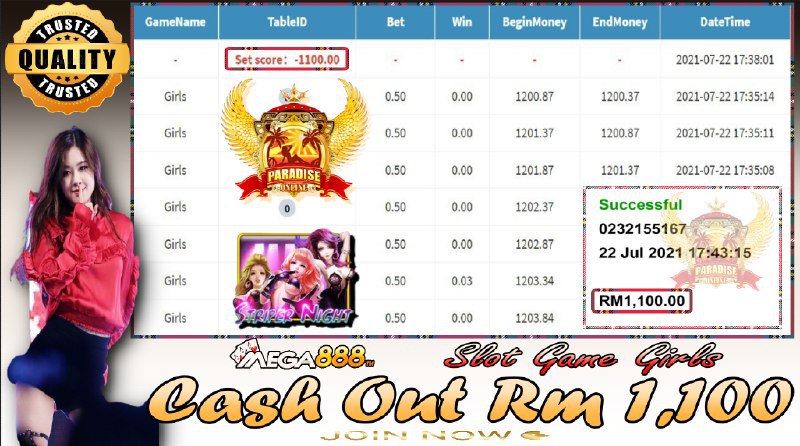 TRUSTED
QUALITY
TRUSTED
GameName TableID Bet Win BeginMoney EndMoney DateTime
- Set score: -1100.00 - - - - 2021-07-22 17:38:01
Girls 0.50 0.00 1200.87 1200.37 2021-07-22 17:35:14
Girls 0.50 0.00 1201.37 1200.87 2021-07-22 17:35:11
Girls 0.50 0.00 1201.87 1201.37 2021-07-22 17:35:08
Girls 0.50 0.00 1202.37
Girls 0.50 0.00 1202.87
Girls 0.50 0.03 1203.34
Girls 0.50 0.00 1203.84
PARADISE
ONLINE
0
STRIPER NIGHT
Successful
0232155167
22 Jul 2021 17:43:15
PARADISE
RM1,100.00
MEGA888 TM
Slot Game Girls
Cash Out Rm 1,100
JOIN NOW